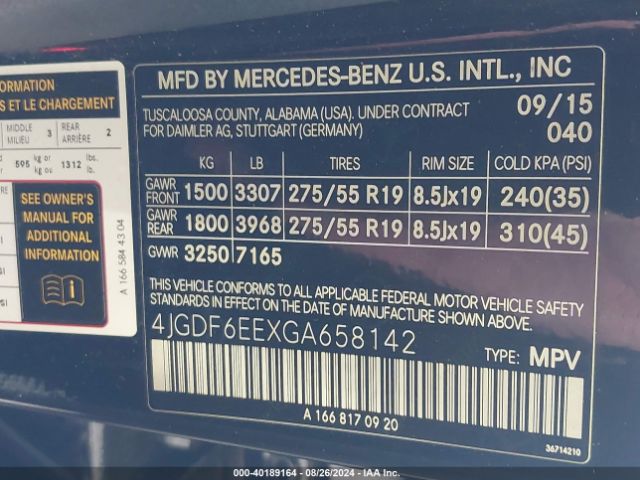 FORMATION
S ET LE CHARGEMENT
MIDDLE MILIEU 3 REAR ARRIÈRE 2
595 kg or kg ou 1312 lbs. lb.
SEE OWNER'S
MANUAL FOR
ADDITIONAL
INFORMATION
A 166 584 43 04
MFD BY MERCEDES-BENZ U.S. INTL., INC
TUSCALOOSA COUNTY, ALABAMA (USA). UNDER CONTRACT 09/15
FOR DAIMLER AG, STUTTGART (GERMANY) 040
KG LB TIRES RIM SIZE COLD KPA (PSI)
GAWR FRONT 1500 3307 275/55 R19 8.5Jx19 240(35)
GAWR REAR 1800 3968 275/55 R19 8.5Jx19 310(45)
GVWR 3250 7165
THIS VEHICLE CONFORMS TO ALL APPLICABLE FEDERAL MOTOR VEHICLE SAFETY
STANDARDS IN EFFECT ON THE DATE OF MANUFACTURE SHOWN ABOVE.
4JGDF6EEXGA658142
TYPE: MPV
A 166 817 09 20
36714210
000-40189164 - 08/26/2024 - IAA Inc.